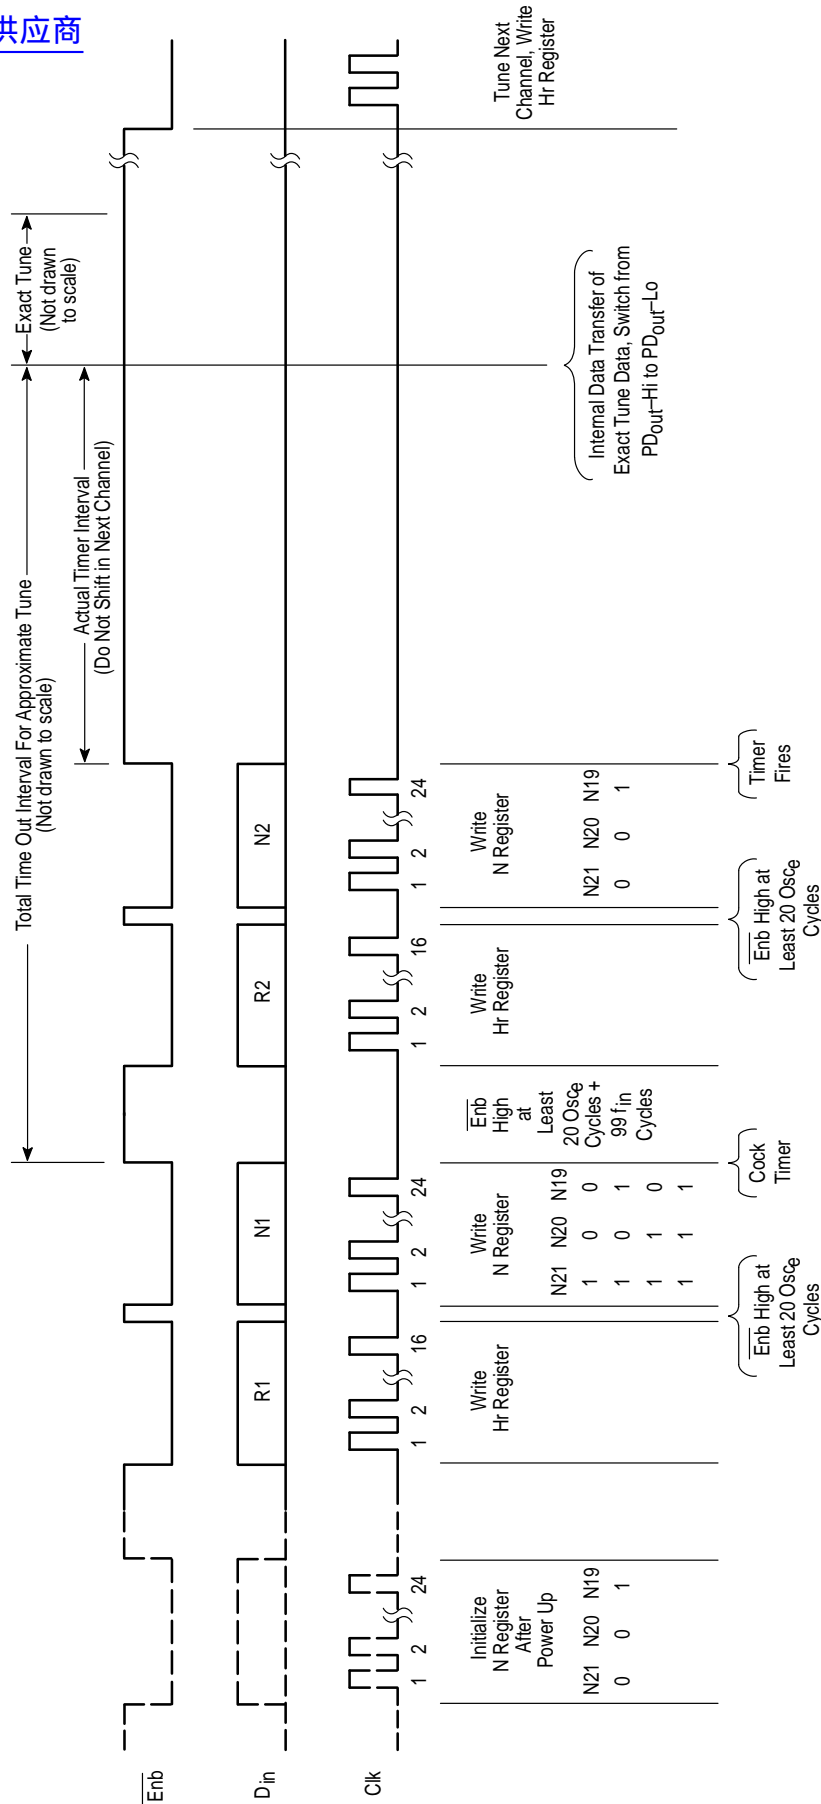 供应商
Total Time Out Interval For Approximate Tune
(Not drawn to scale)
Exact Tune
(Not drawn
to scale)
Actual Timer Interval
(Do Not Shift in Next Channel)
Enb
Din
R1
N1
R2
N2
Clk
1 2 24
1 2 16
1 2 24
1 2 16
1 2 24
Initialize
N Register
After
Power Up
N21 N20 N19
0 0 1
Write
Hr Register
Write
N Register
N21 N20 N19
1 0 0
1 0 1
1 1 0
1 1 1
Enb
High
at
Least
20 Osce
Cycles +
99 fin
Cycles
Write
Hr Register
Write
N Register
N21 N20 N19
0 0 1
Internal Data Transfer of
Exact Tune Data, Switch from
PDout–Hi to PDout–Lo
Tune Next
Channel, Write
Hr Register
Enb High at
Least 20 Osce
Cycles
Cock
Timer
Enb High at
Least 20 Osce
Cycles
Timer
Fires